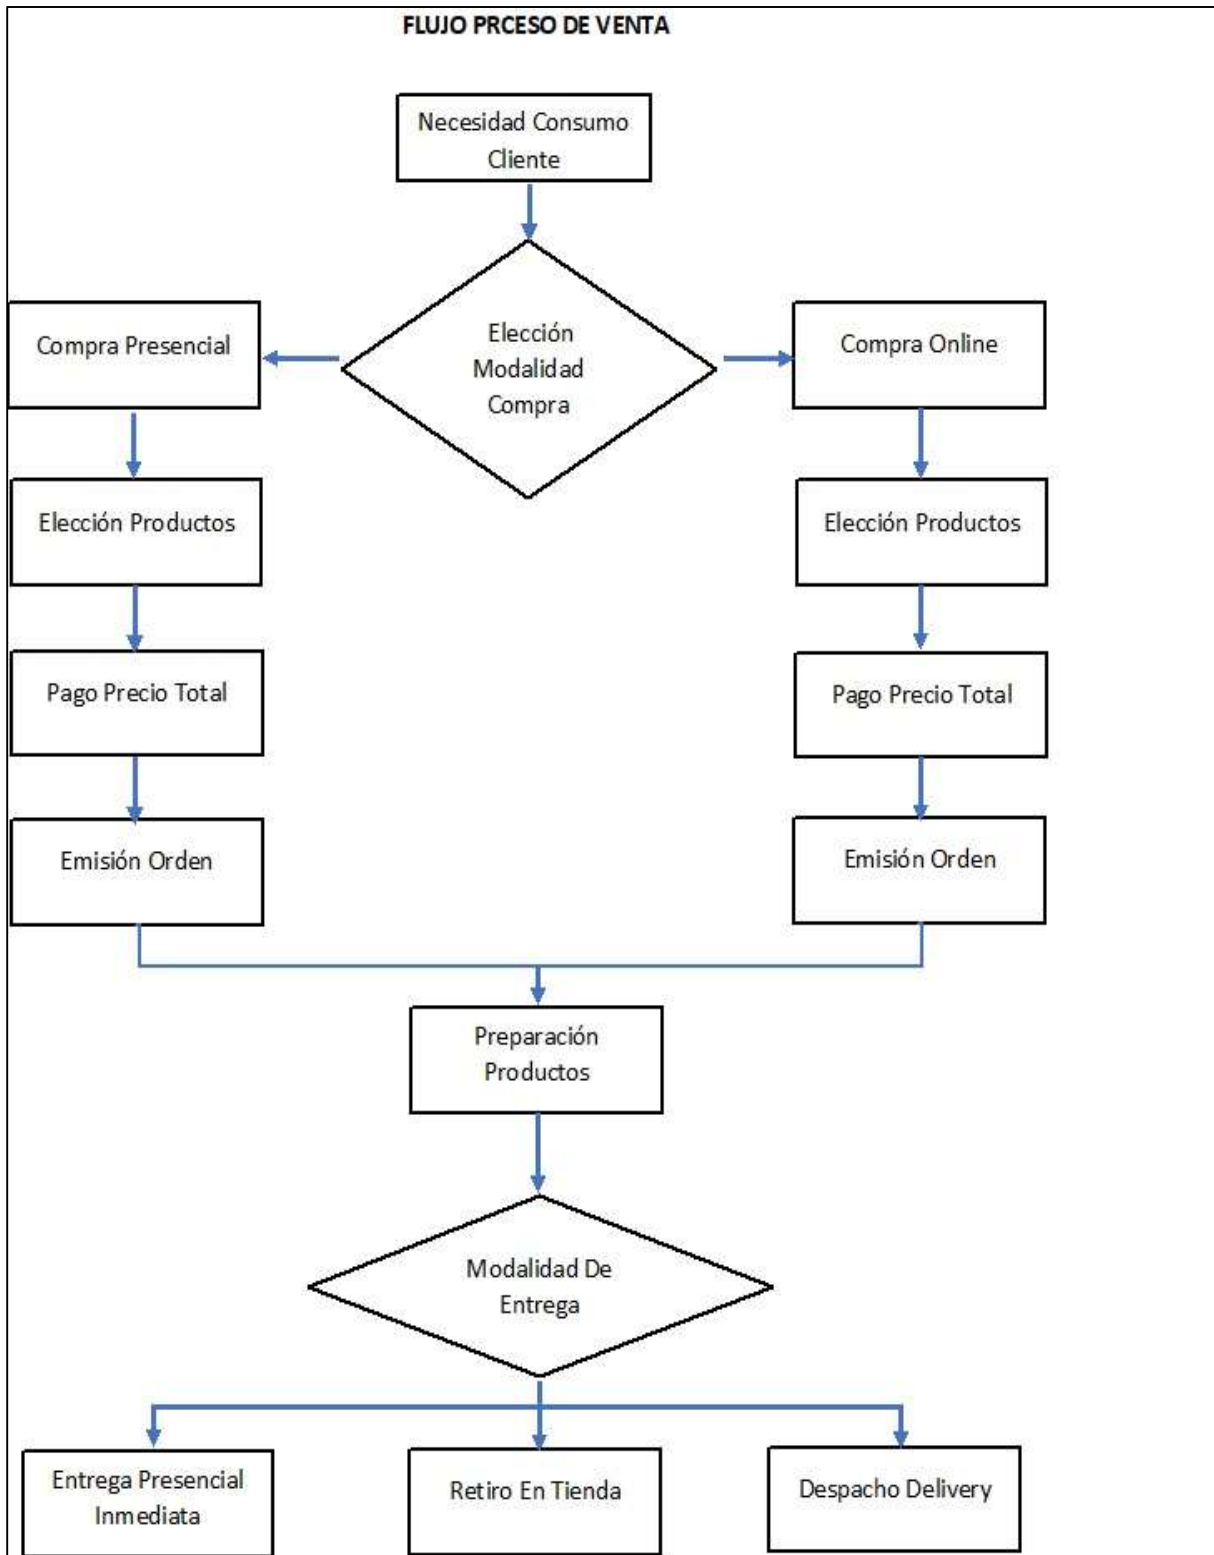 FLUJO PRCESO DE VENTA
Necesidad Consumo
Cliente
Elección
Modalidad
Compra
Compra Presencial
Compra Online
Elección Productos
Elección Productos
Pago Precio Total
Pago Precio Total
Emisión Orden
Emisión Orden
Preparación
Productos
Modalidad De
Entrega
Entrega Presencial
Inmediata
Retiro En Tienda
Despacho Delivery